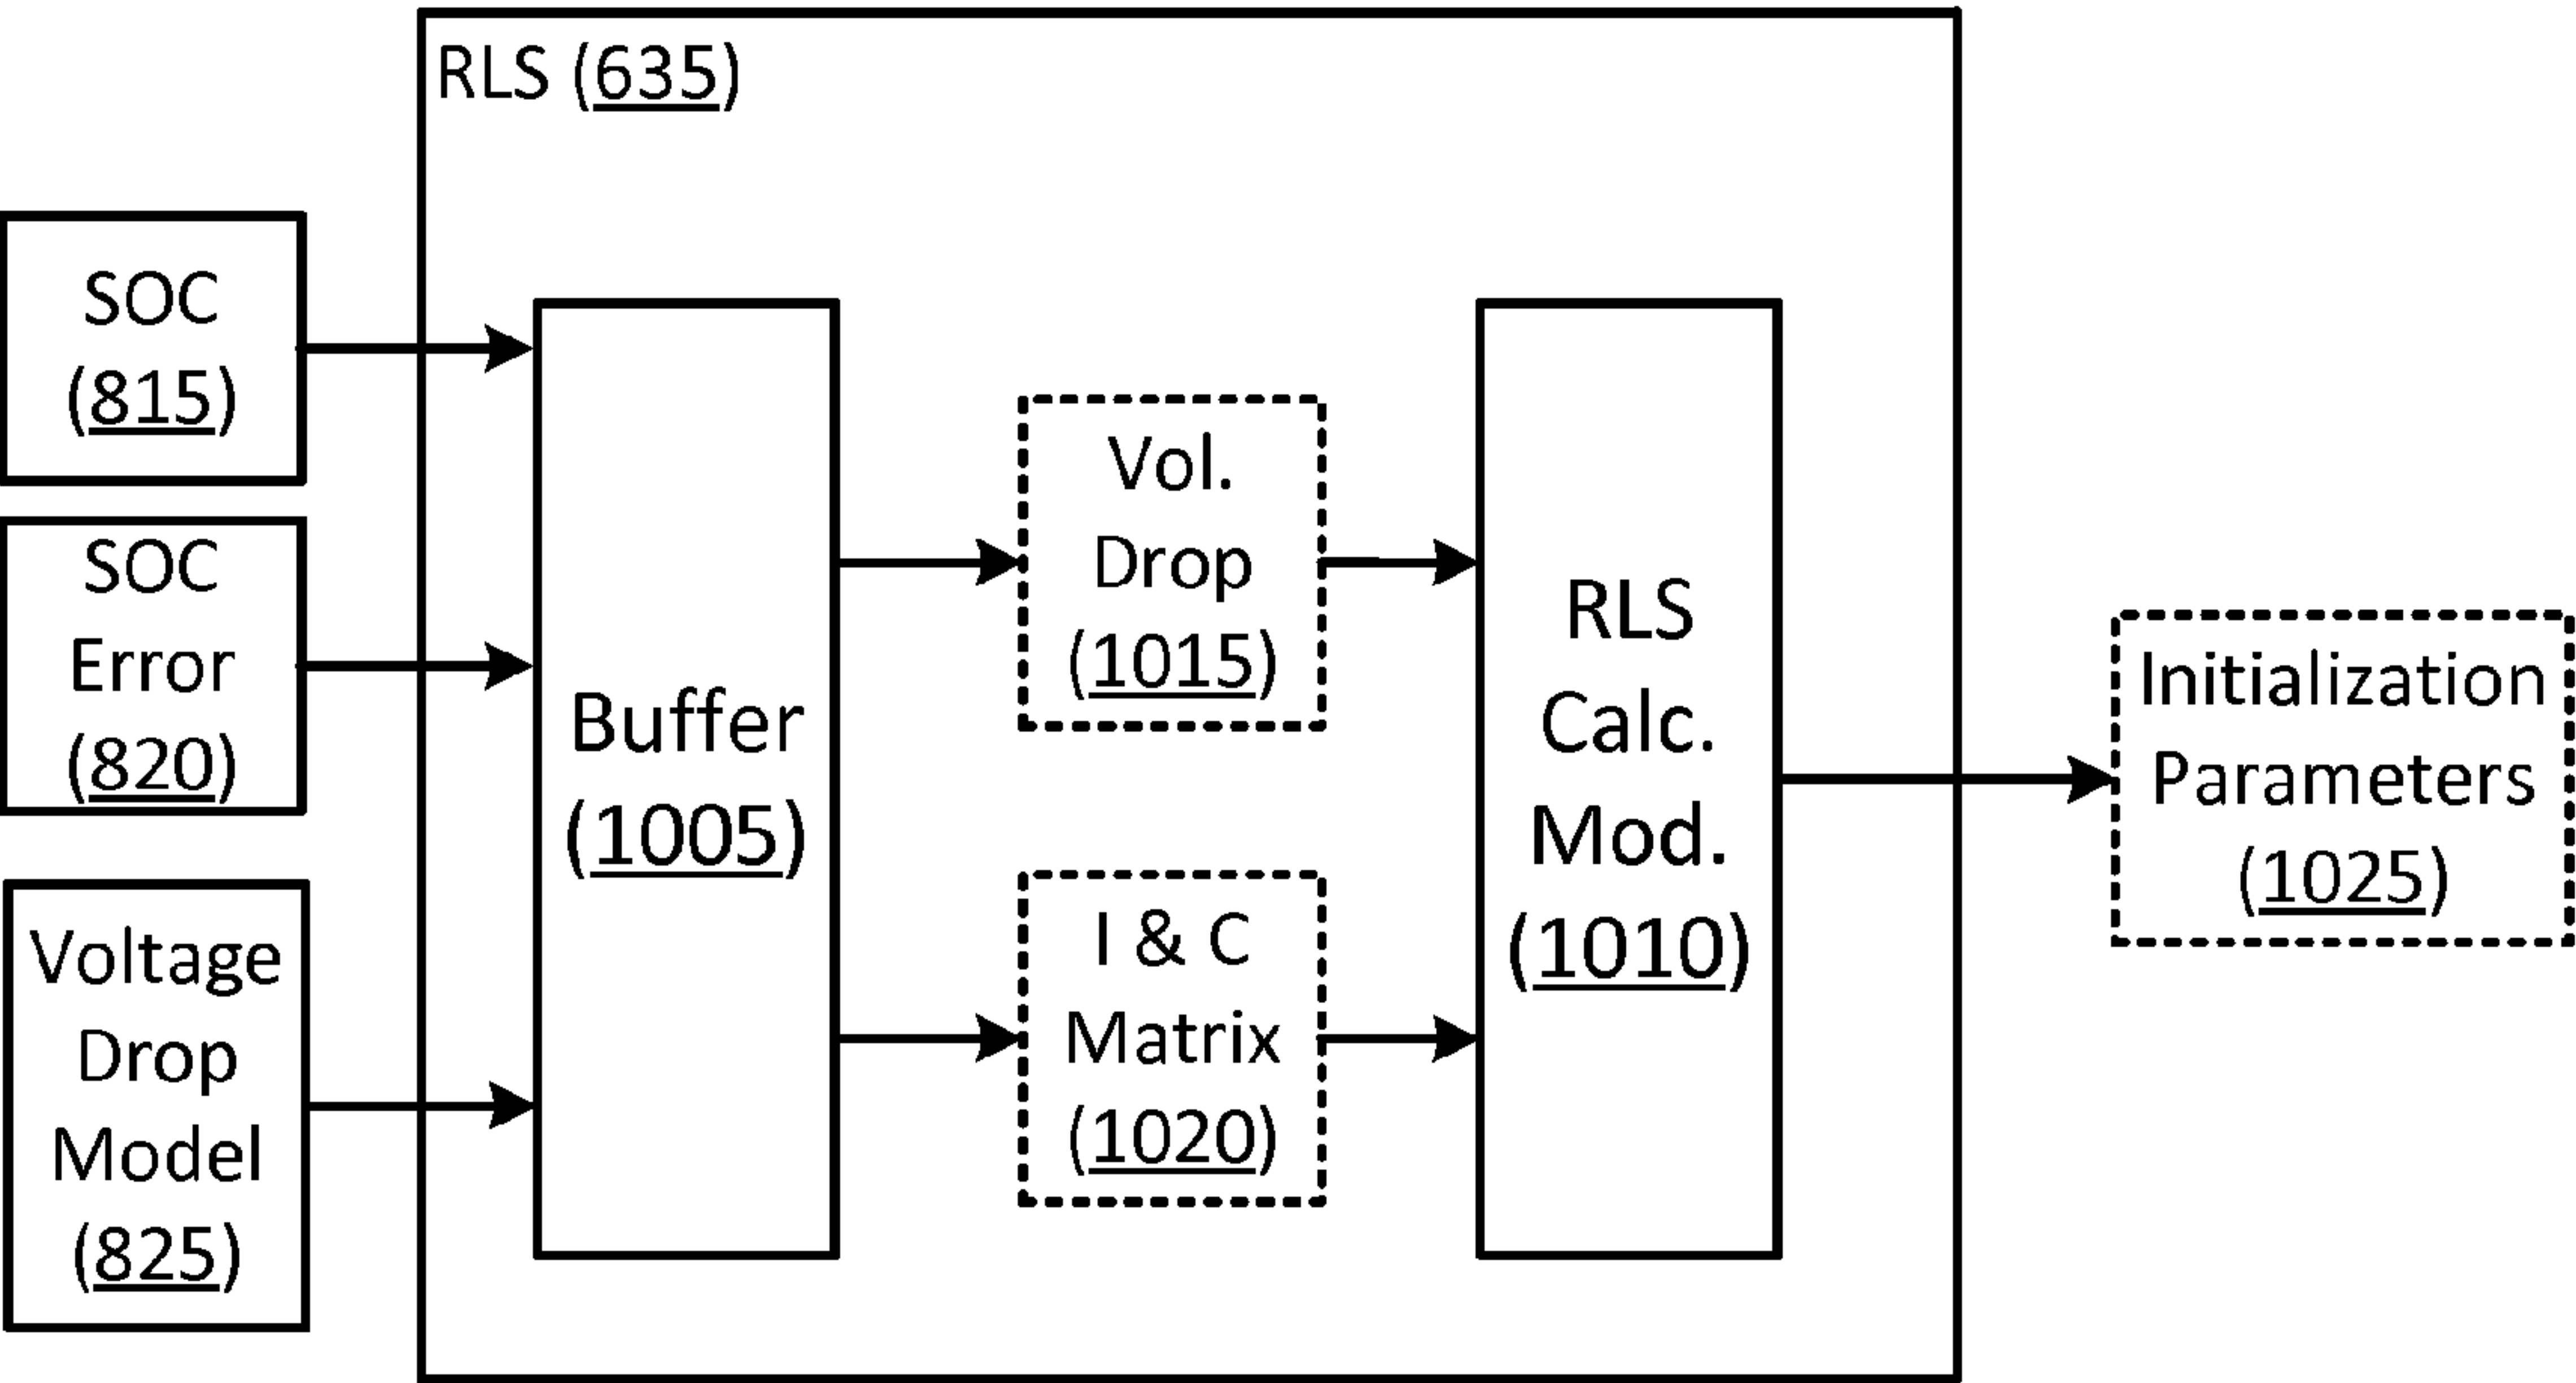 RLS (635)
SOC
(815)
SOC
Error
(820)
Voltage
Drop
Model
(825)
Buffer
(1005)
Vol.
Drop
(1015)
I & C
Matrix
(1020)
RLS
Calc.
Mod.
(1010)
Initialization
Parameters
(1025)